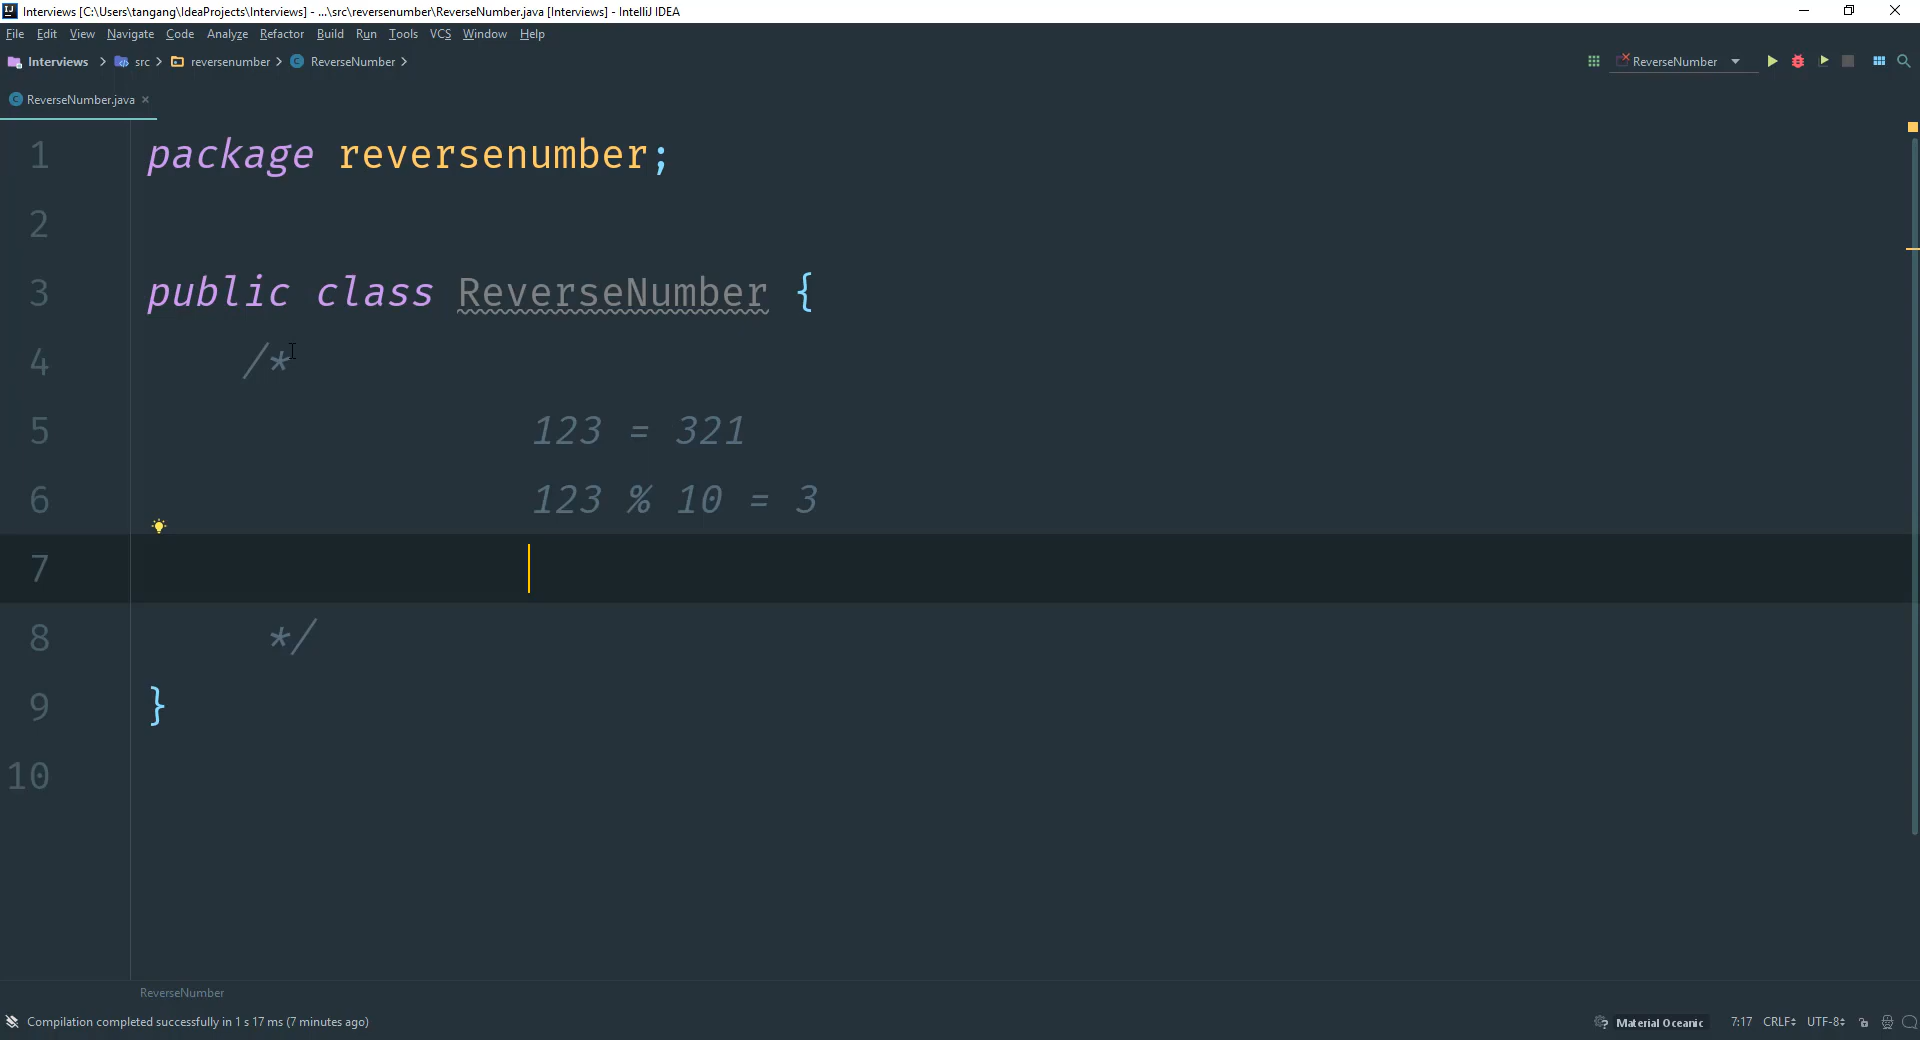 Interviews [C:\Users\tangang\IdeaProjects\Interviews] - ...\src\reversenumber\ReverseNumber.java [Interviews] - IntelliJ IDEA
File Edit View Navigate Code Analyze Refactor Build Run Tools VCS Window Help
Interviews src reversenumber ReverseNumber ReverseNumber
ReverseNumber.java
1 package reversenumber;
2
3 public class ReverseNumber {
4 /*
5 123 = 321
6 123 % 10 = 3
7
8 */
9 }
10
ReverseNumber
Compilation completed successfully in 1 s 17 ms (7 minutes ago) Material Oceanic 7:17 CRLF UTF-8